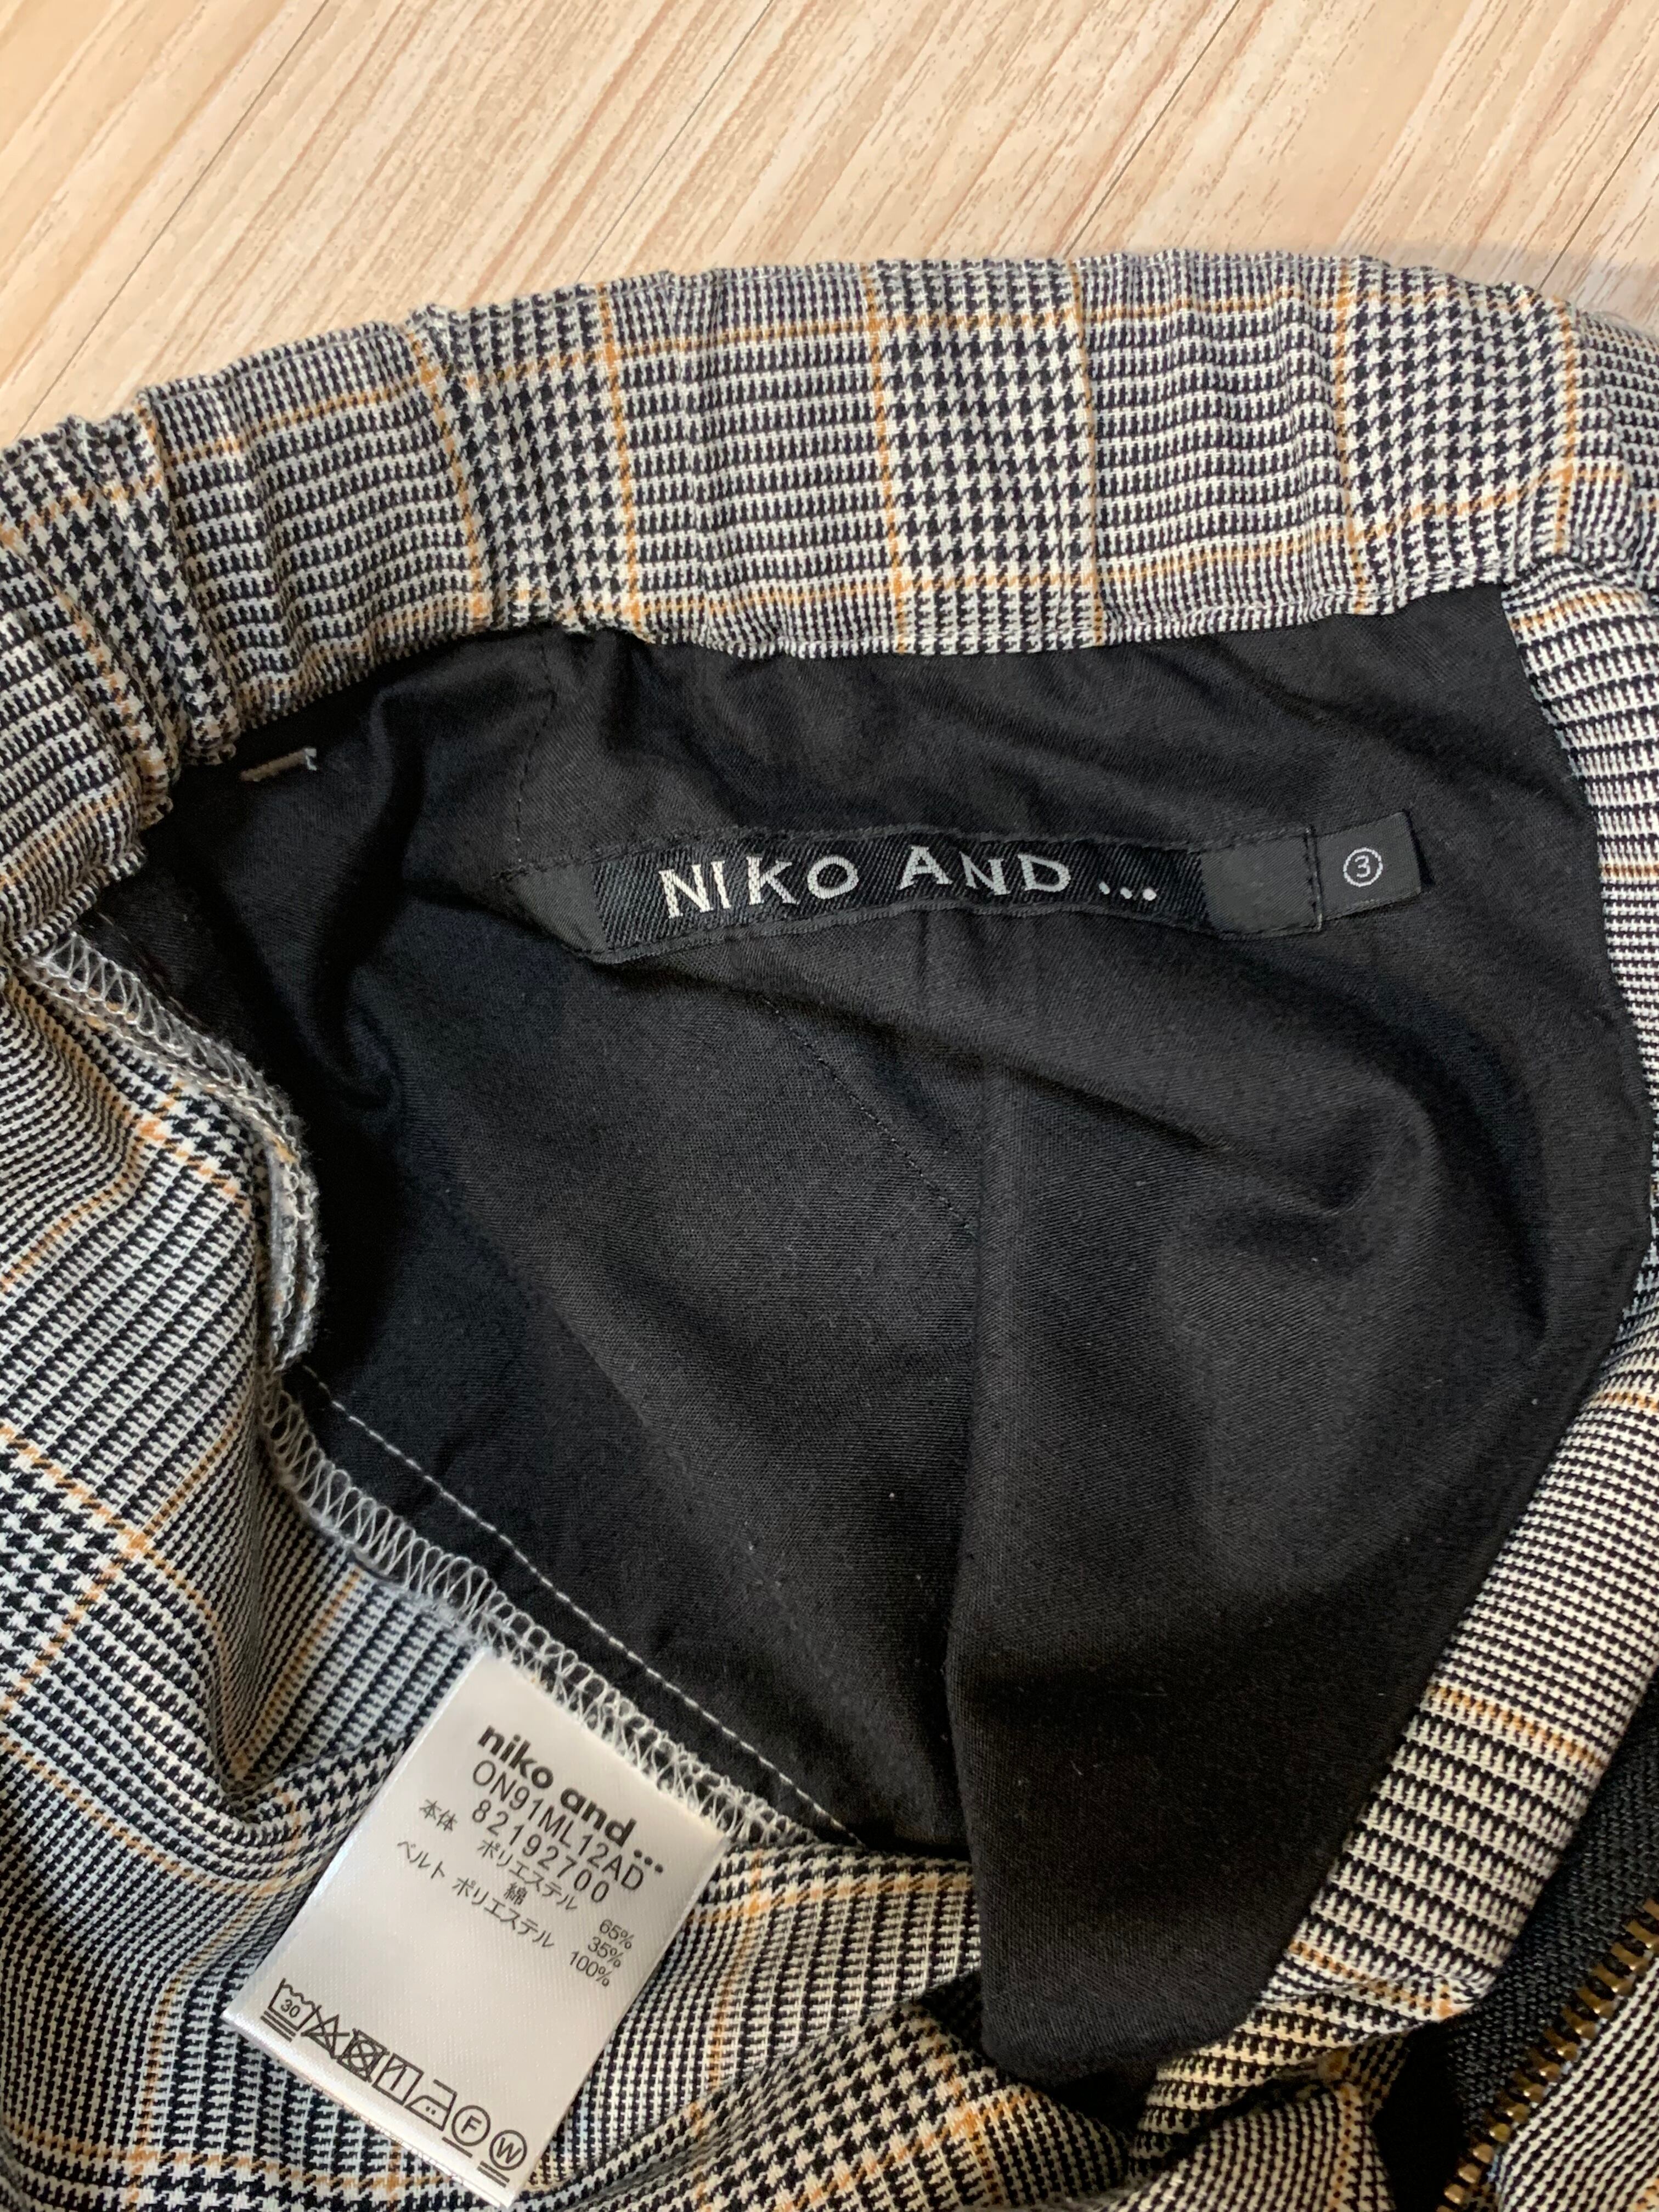 NIKO AND ...
3
niko and...
ON91ML12AD
82192700
本体 ポリエステル 65%
綿 35%
ベルト ポリエステル 100%
30
F
W